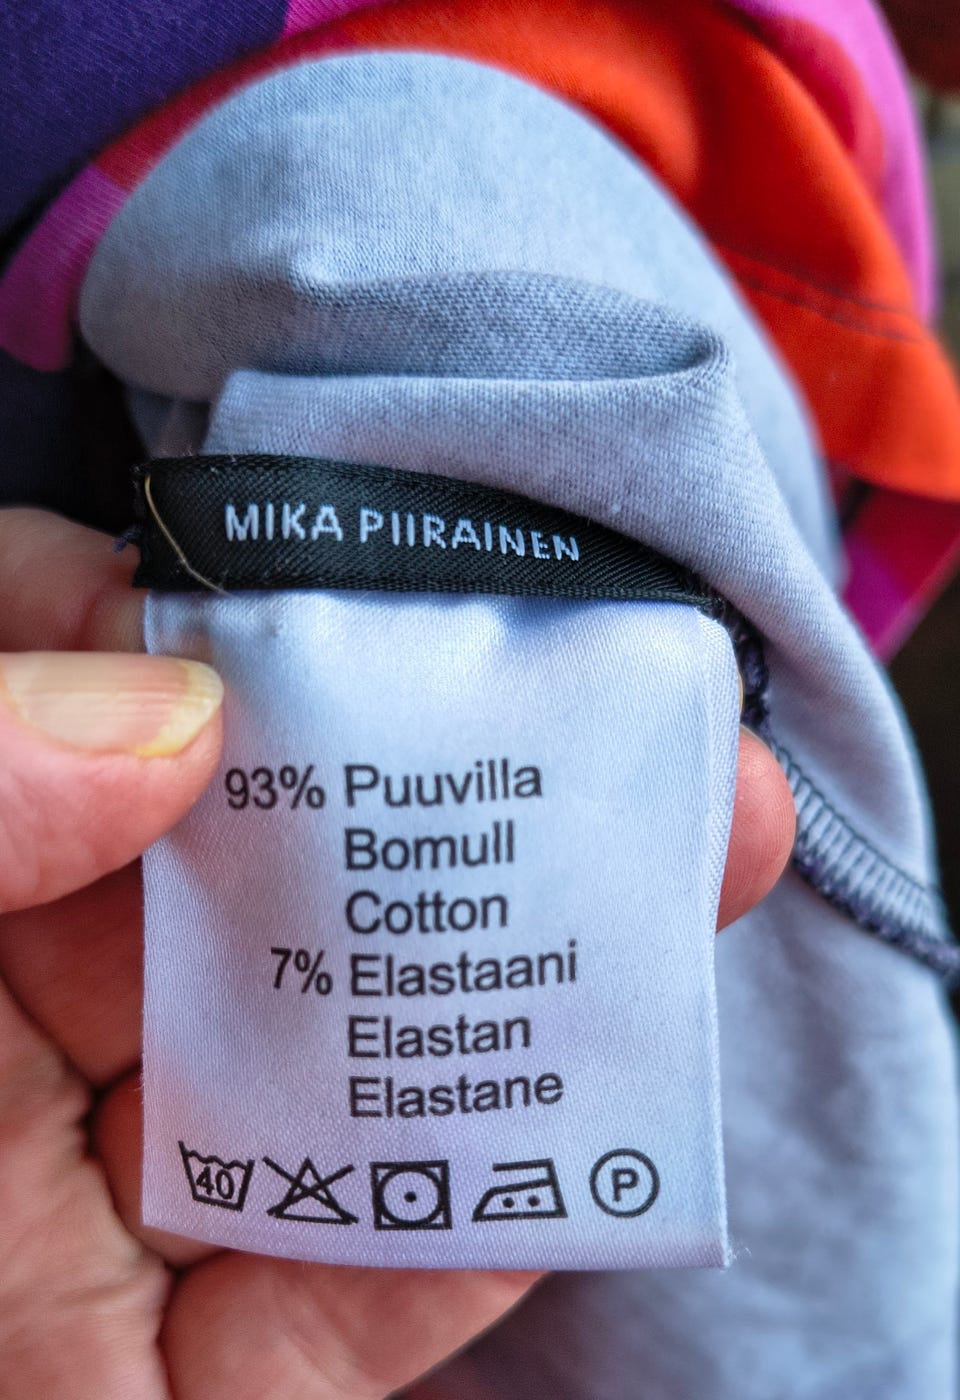 MIKA PIIRAINEN
93% Puuvilla
Bomull
Cotton
7% Elastaani
Elastan
Elastane
40 P